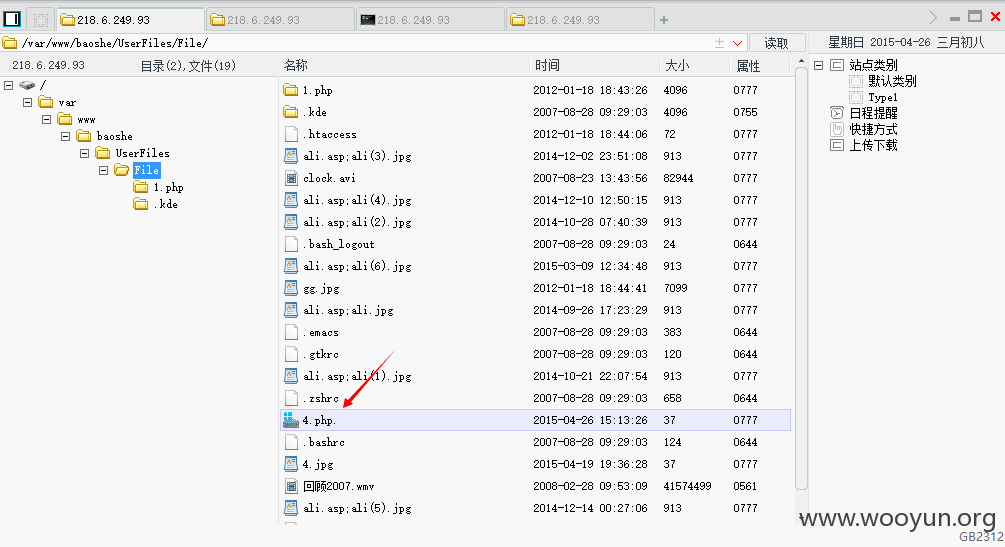 218.6.249.93 218.6.249.93 218.6.249.93 218.6.249.93 +
/var/www/baoshe/UserFiles/File/ 读取 星期日 2015-04-26 三月初八
218.6.249.93 目录(2),文件(19)
/
var
www
baoshe
UserFiles
File
1.php
.kde
名称 时间 大小 属性
1.php 2012-01-18 18:43:26 4096 0777
.kde 2007-08-28 09:29:03 4096 0755
.htaccess 2012-01-18 18:44:06 72 0777
ali.asp;ali(3).jpg 2014-12-02 23:51:08 913 0777
clock.avi 2007-08-23 13:43:56 82944 0777
ali.asp;ali(4).jpg 2014-12-10 12:50:15 913 0777
ali.asp;ali(2).jpg 2014-10-28 07:40:39 913 0777
.bash_logout 2007-08-28 09:29:03 24 0644
ali.asp;ali(6).jpg 2015-03-09 12:34:48 913 0777
gg.jpg 2012-01-18 18:44:41 7099 0777
ali.asp;ali.jpg 2014-09-26 17:23:29 913 0777
.emacs 2007-08-28 09:29:03 383 0644
.gtkrc 2007-08-28 09:29:03 120 0644
ali.asp;ali(1).jpg 2014-10-21 22:07:54 913 0777
.zshrc 2007-08-28 09:29:03 658 0644
4.php. 2015-04-26 15:13:26 37 0777
.bashrc 2007-08-28 09:29:03 124 0644
4.jpg 2015-04-19 19:36:28 37 0777
回顾2007.wmv 2008-02-28 09:53:09 41574499 0561
ali.asp;ali(5).jpg 2014-12-14 00:27:06 913 0777
站点类别
默认类别
Type1
日程提醒
快捷方式
上传下载
www.wooyun.org
GB2312